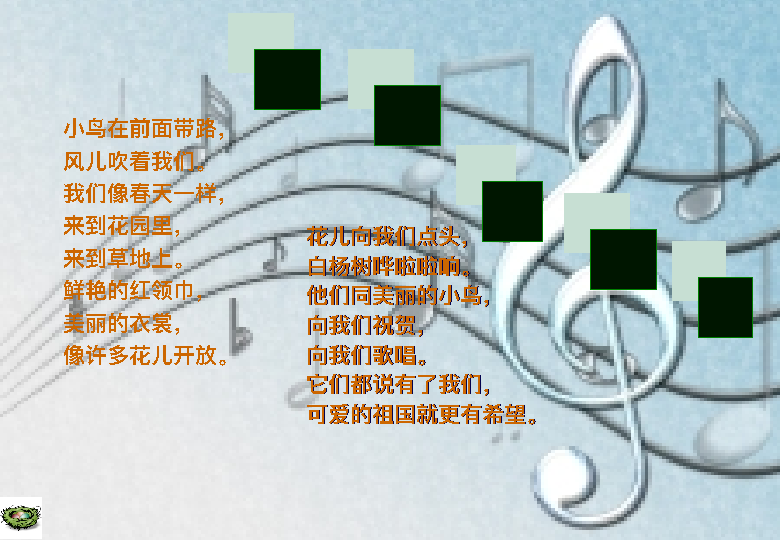 小鸟在前面带路，
风儿吹着我们。
我们像春天一样，
来到花园里，
来到草地上。
鲜艳的红领巾，
美丽的衣裳，
像许多花儿开放。
花儿向我们点头，
白杨树哗啦啦响。
他们同美丽的小鸟，
向我们祝贺，
向我们歌唱。
它们都说有了我们，
可爱的祖国就更有希望。